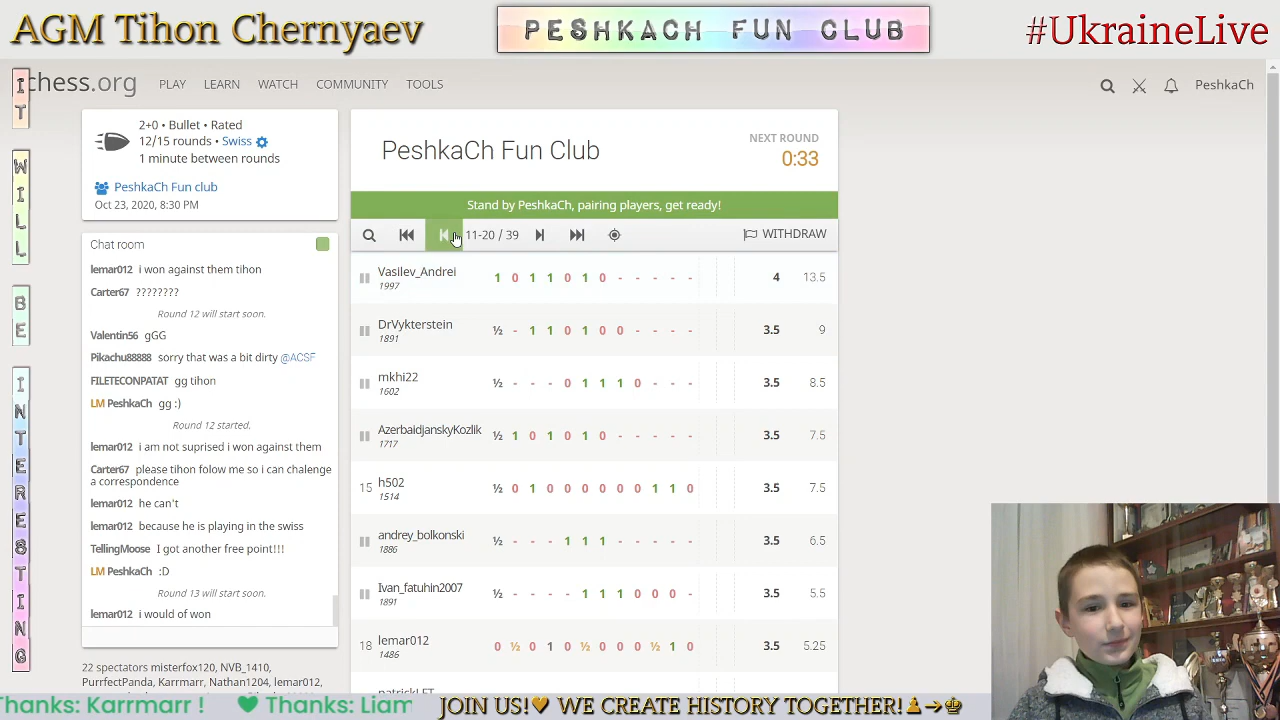 AGM Tihon Chernyaev
PESHKACH FUN CLUB
#UkraineLive
IT
WILL
BE
INTERESTING
chess.org
PLAY LEARN WATCH COMMUNITY TOOLS
PeshkaCh
2+0 • Bullet • Rated
12/15 rounds • Swiss
1 minute between rounds
PeshkaCh Fun club
Oct 23, 2020, 8:30 PM
Chat room
lemar012 i won against them tihon
Carter67 ????????
Round 12 will start soon.
Valentin56 gGG
Pikachu88888 sorry that was a bit dirty @ACSF
FILETECONPATAT gg tihon
LM PeshkaCh gg :)
Round 12 started.
lemar012 i am not suprised i won against them
Carter67 please tihon folow me so i can chalenge
a correspondence
lemar012 he can't
lemar012 because he is playing in the swiss
TellingMoose I got another free point!!!
LM PeshkaCh :D
Round 13 will start soon.
lemar012 i would of won
22 spectators misterfox120, NVB_1410,
PurrfectPanda, Karrmarr, Nathan1204, lemar012,
PeshkaCh Fun Club
NEXT ROUND
0:33
Stand by PeshkaCh, pairing players, get ready!
11-20 / 39
WITHDRAW
Vasilev_Andrei 1 0 1 1 0 1 0 - - - - - 4 13.5
1997
DrVykterstein ½ - 1 1 0 1 0 0 - - - - 3.5 9
1891
mkhi22 ½ - - - 0 1 1 1 0 - - - 3.5 8.5
1602
AzerbaidjanskyKozlik ½ 1 0 1 0 1 0 - - - - - 3.5 7.5
1717
15 h502 ½ 0 1 0 0 0 0 0 0 1 1 0 3.5 7.5
1514
andrey_bolkonski ½ - - - 1 1 1 - - - - - 3.5 6.5
1886
Ivan_fatuhin2007 ½ - - - - 1 1 1 0 0 0 - 3.5 5.5
1891
18 lemar012 0 ½ 0 1 0 ½ 0 0 0 ½ 1 0 3.5 5.25
1486
Thanks: Karrmarr ! Thanks: Liam
JOIN US! WE CREATE HISTORY TOGETHER!